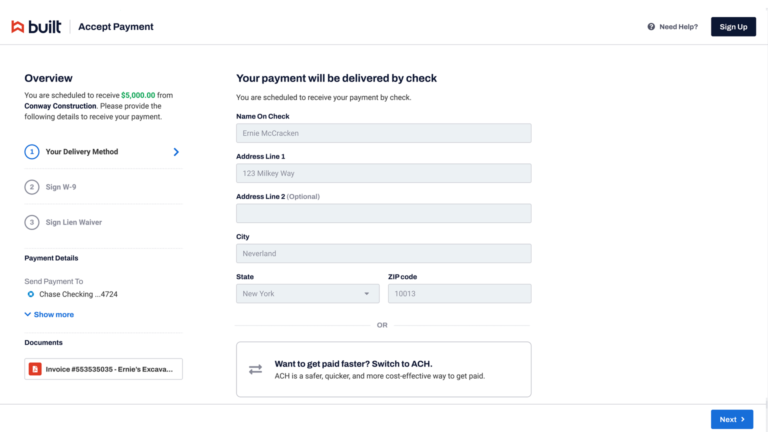 built
Accept Payment
Need Help?
Sign Up
Overview
You are scheduled to receive $5,000.00 from
Conway Construction. Please provide the
following details to receive your payment.
1 Your Delivery Method
2 Sign W-9
3 Sign Lien Waiver
Payment Details
Send Payment To
Chase Checking ...4724
Show more
Documents
Invoice #553535035 - Ernie's Excava...
Your payment will be delivered by check
You are scheduled to receive your payment by check.
Name On Check
Ernie McCracken
Address Line 1
123 Milkey Way
Address Line 2 (Optional)
City
Neverland
State
New York
ZIP code
10013
OR
Want to get paid faster? Switch to ACH.
ACH is a safer, quicker, and more cost-effective way to get paid.
Next